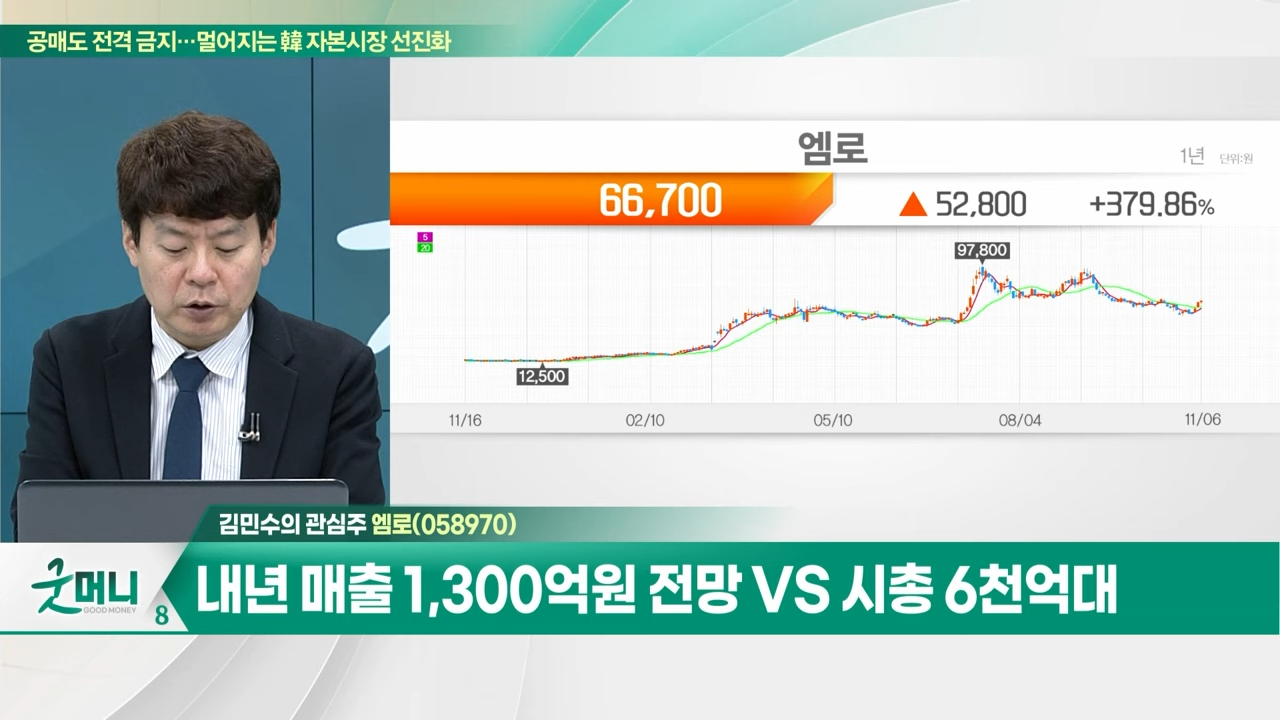 공매도 전격 금지…멀어지는 韓 자본시장 선진화
엠로
1년 단위:원
66,700 ▲ 52,800 +379.86%
5
20
97,800
12,500
11/16 02/10 05/10 08/04 11/06
김민수의 관심주 엠로(058970)
굿머니
GOOD MONEY
8
내년 매출 1,300억원 전망 VS 시총 6천억대